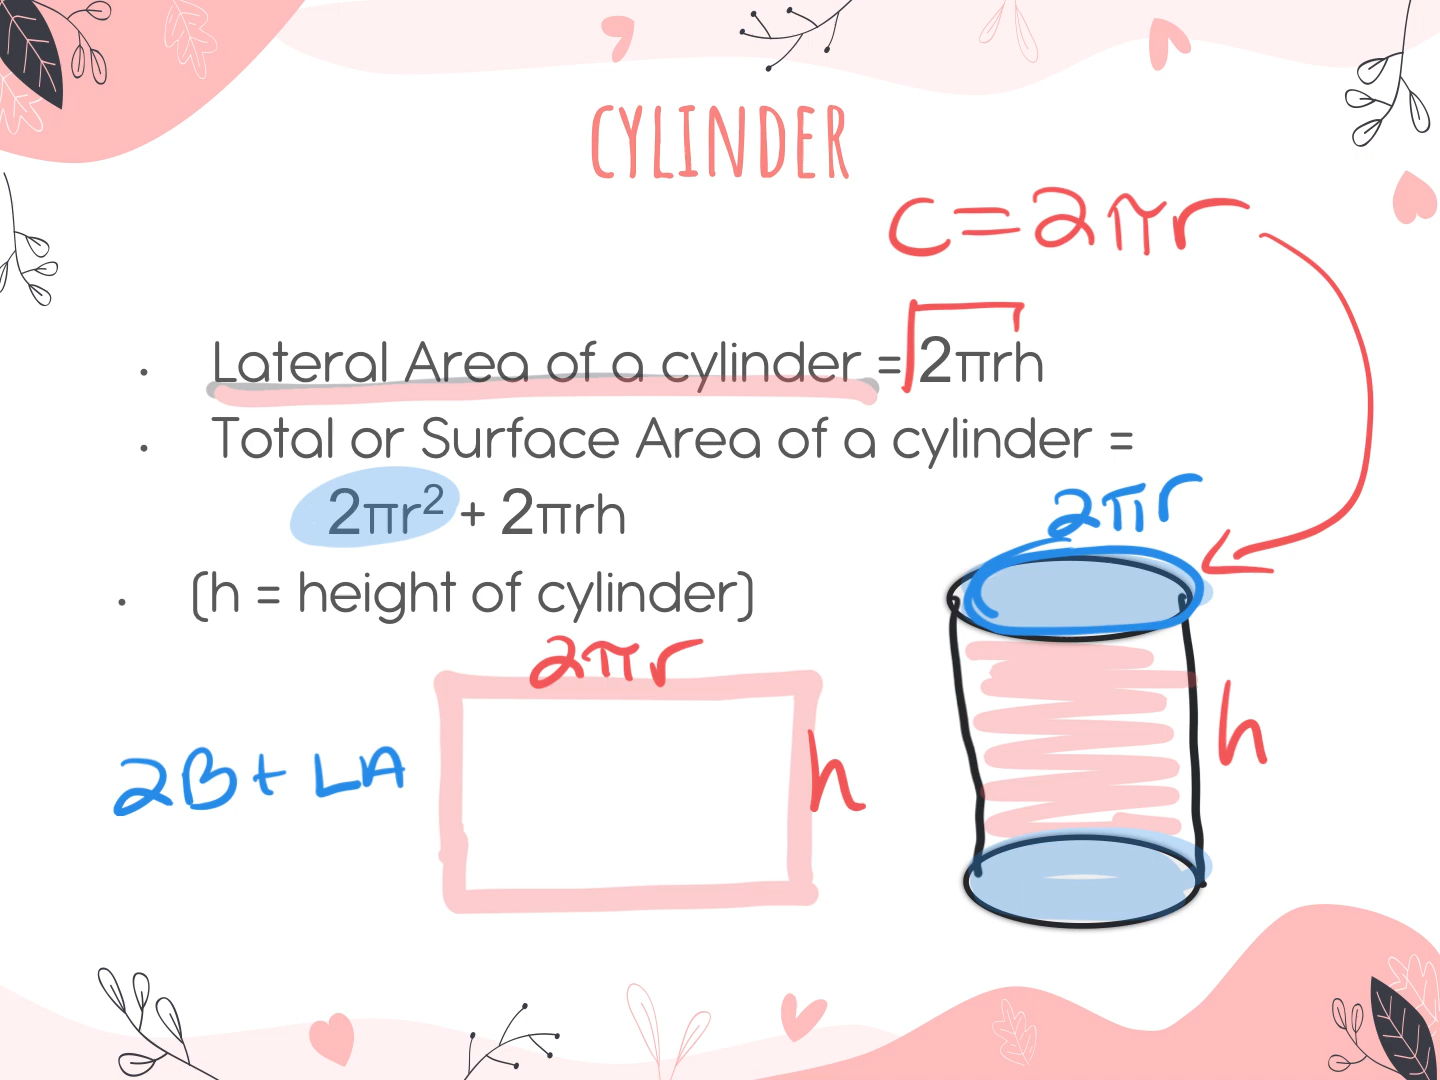 CYLINDER
C=2πr
• Lateral Area of a cylinder = 2πrh
• Total or Surface Area of a cylinder =
2πr² + 2πrh
2πr
• (h = height of cylinder)
2πr
h
h
2B+ LA